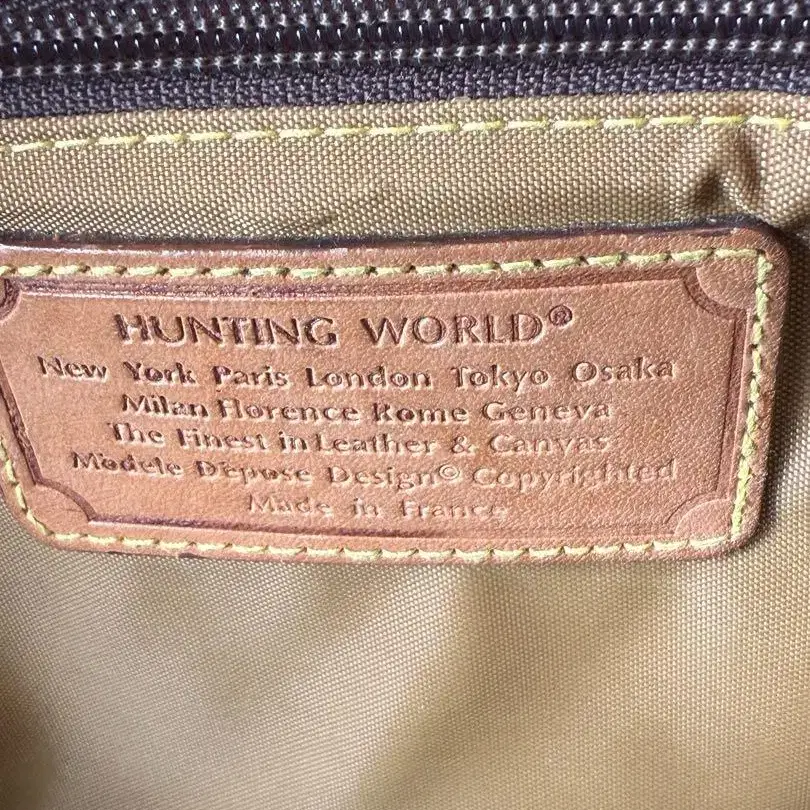 HUNTING WORLD®
New York Paris London Tokyo Osaka
Milan Florence Rome Geneva
The Finest in Leather & Canvas
Modele Depose Design© Copyrighted
Made in France